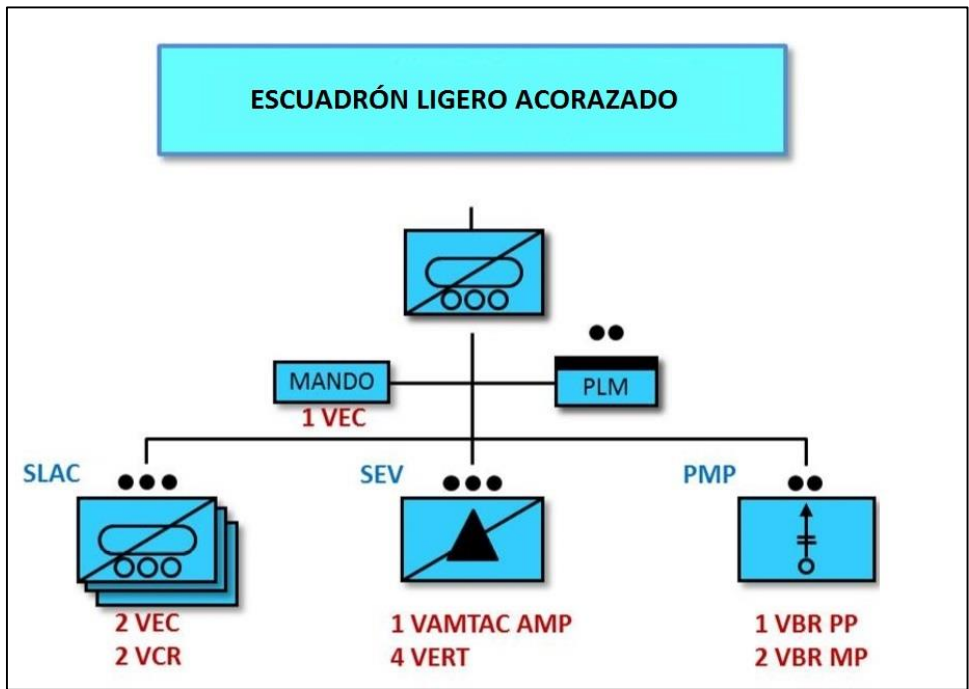 ESCUADRÓN LIGERO ACORAZADO
MANDO
PLM
1 VEC
SLAC
SEV
PMP
2 VEC
2 VCR
1 VAMTAC AMP
4 VERT
1 VBR PP
2 VBR MP